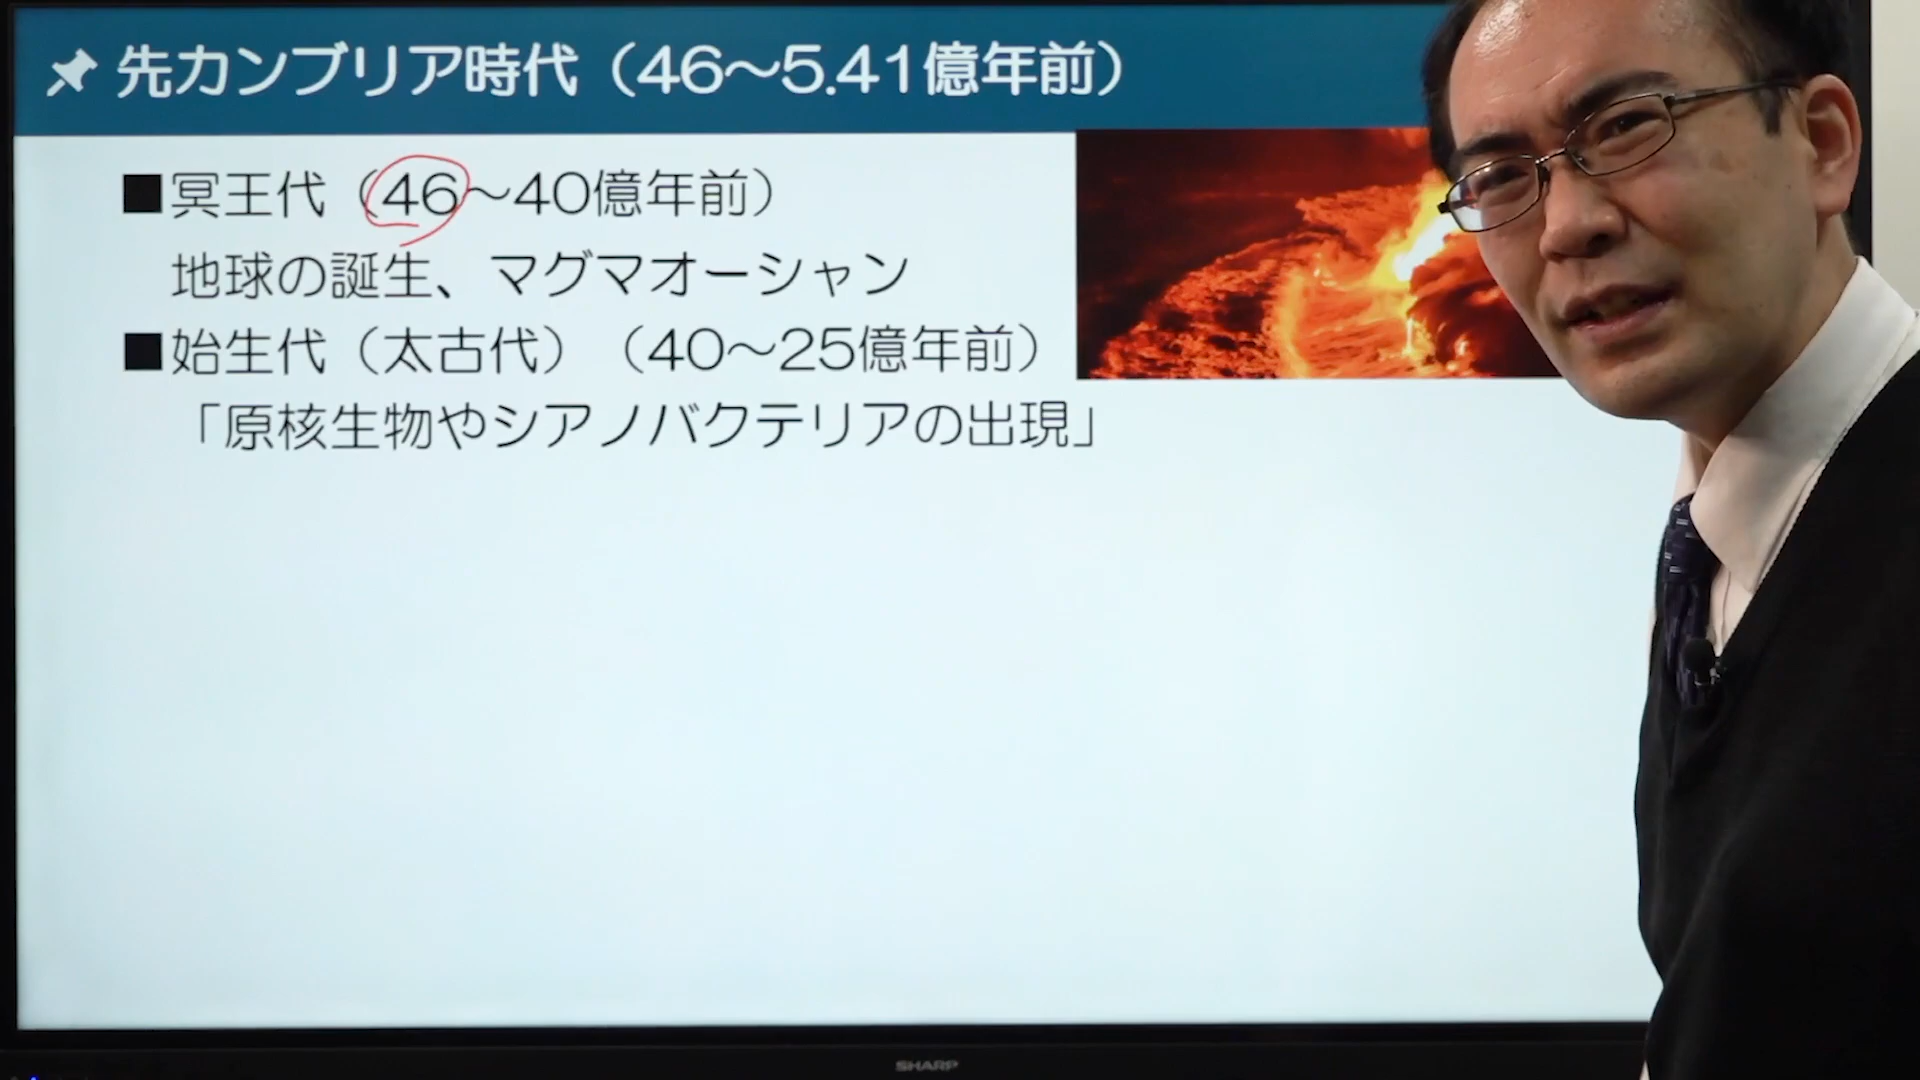 先カンブリア時代（46～5.41億年前）
■冥王代（46～40億年前）
地球の誕生、マグマオーシャン
■始生代（太古代）（40～25億年前）
「原核生物やシアノバクテリアの出現」
SHARP